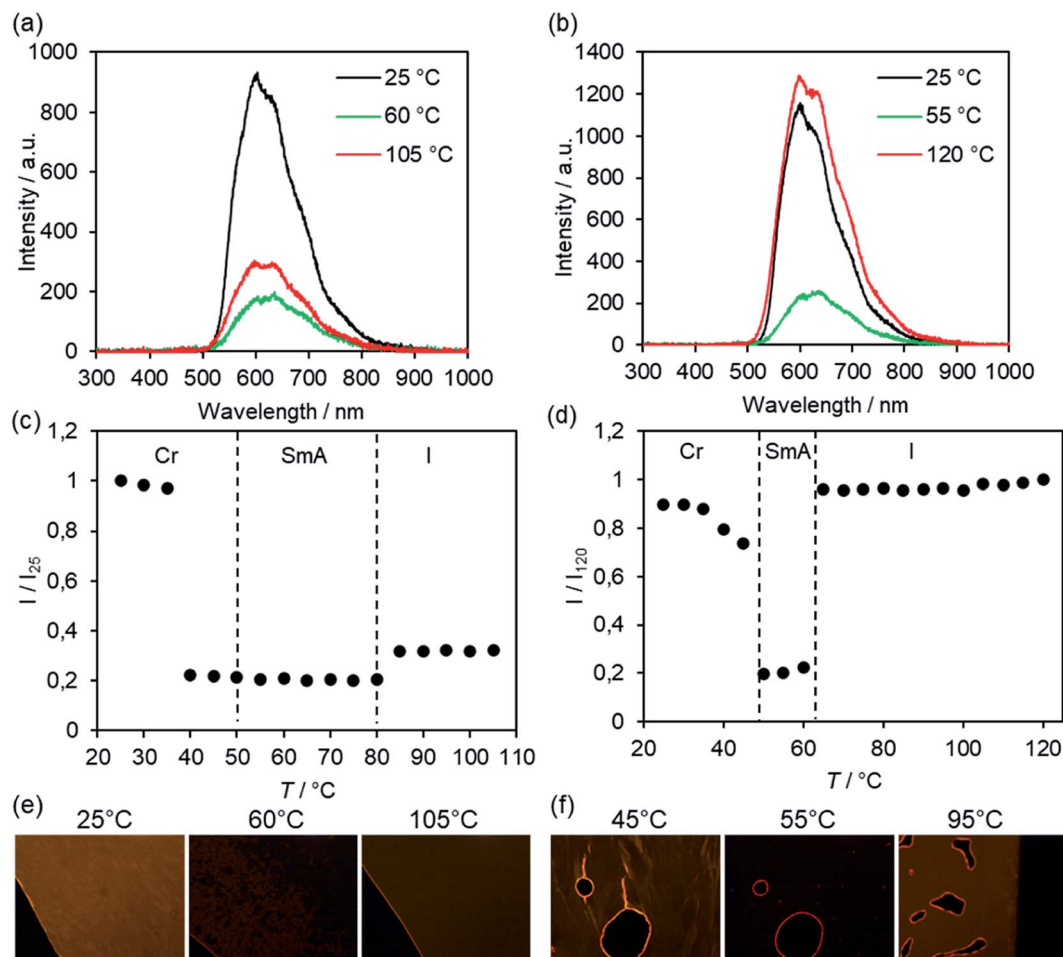 (a)
1000
800
600
400
200
0
Intensity / a.u.
25 °C
60 °C
105 °C
300 400 500 600 700 800 900 1000
Wavelength / nm
(b)
1400
1200
1000
800
600
400
200
0
Intensity / a.u.
25 °C
55 °C
120 °C
300 400 500 600 700 800 900 1000
Wavelength / nm
(c)
1,2
1
0,8
0,6
0,4
0,2
0
I / I25
Cr SmA I
20 30 40 50 60 70 80 90 100 110
T / °C
(d)
1,2
1
0,8
0,6
0,4
0,2
0
I / I120
Cr SmA I
20 40 60 80 100 120
T / °C
(e)
25°C 60°C 105°C
(f)
45°C 55°C 95°C